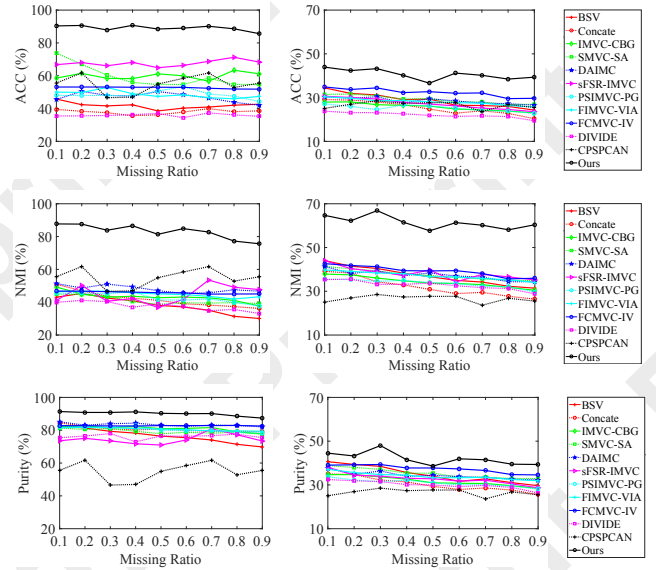 100
80
60
40
20
ACC (%)
0.1 0.2 0.3 0.4 0.5 0.6 0.7 0.8 0.9
Missing Ratio
70
50
30
10
ACC (%)
0.1 0.2 0.3 0.4 0.5 0.6 0.7 0.8 0.9
Missing Ratio
BSV
Concate
IMVC-CBG
SMVC-SA
DAIMC
sFSR-IMVC
PSIMVC-PG
FIMVC-VIA
FCMVC-IV
DIVIDE
CPSPCAN
Ours
100
80
60
40
20
NMI (%)
0.1 0.2 0.3 0.4 0.5 0.6 0.7 0.8 0.9
Missing Ratio
70
50
30
10
NMI (%)
0.1 0.2 0.3 0.4 0.5 0.6 0.7 0.8 0.9
Missing Ratio
BSV
Concate
IMVC-CBG
SMVC-SA
DAIMC
sFSR-IMVC
PSIMVC-PG
FIMVC-VIA
FCMVC-IV
DIVIDE
CPSPCAN
Ours
100
80
60
40
20
Purity (%)
0.1 0.2 0.3 0.4 0.5 0.6 0.7 0.8 0.9
Missing Ratio
70
50
30
10
Purity (%)
0.1 0.2 0.3 0.4 0.5 0.6 0.7 0.8 0.9
Missing Ratio
BSV
Concate
IMVC-CBG
SMVC-SA
DAIMC
sFSR-IMVC
PSIMVC-PG
FIMVC-VIA
FCMVC-IV
DIVIDE
CPSPCAN
Ours